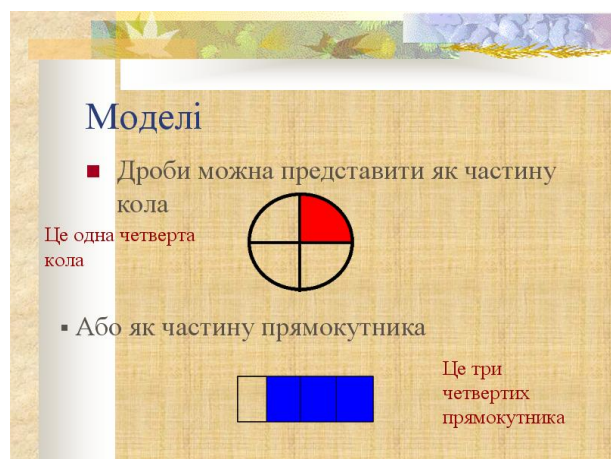 Моделі
Дроби можна представити як частину
кола
Це одна четверта
кола
▪ Або як частину прямокутника
Це три
четвертих
прямокутника